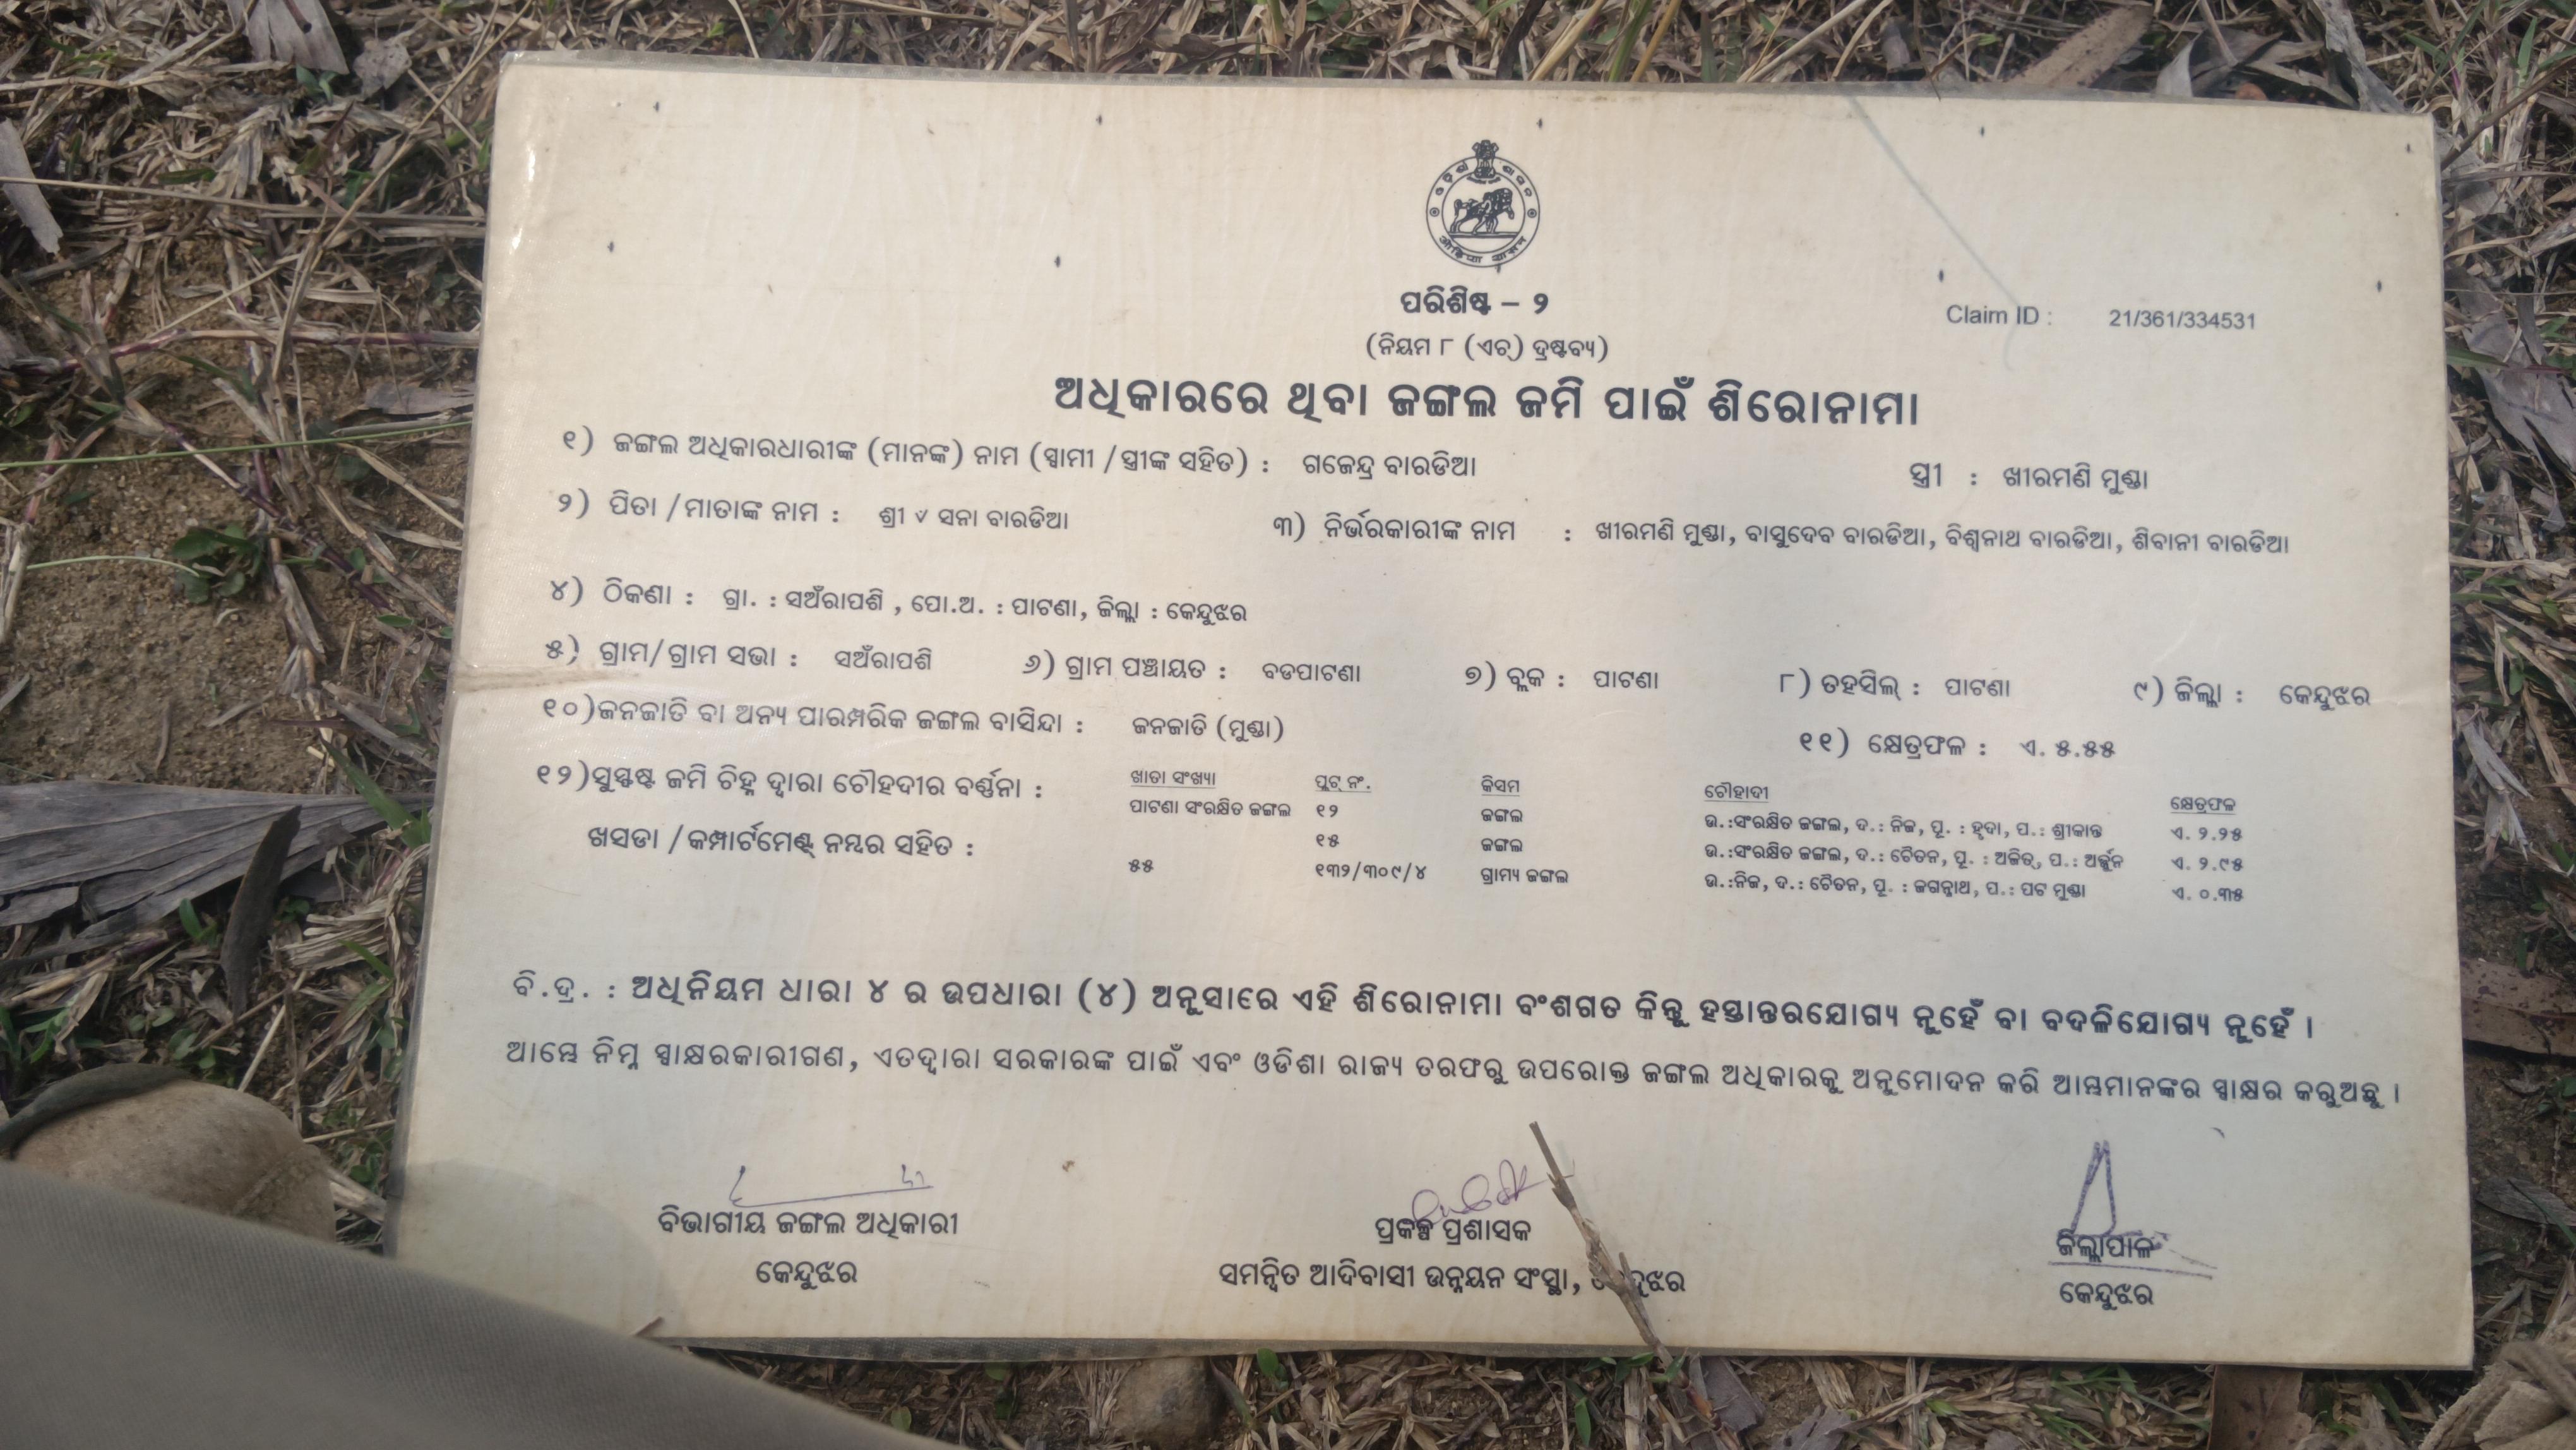 ଓଡ଼ିଶା ଶାସନ
ପରିଶିଷ୍ଟ – ୨
Claim ID : 21/361/334531
(ନିୟମ ୮ (ଏଚ୍) ଦ୍ରଷ୍ଟବ୍ୟ)
ଅଧିକାରରେ ଥିବା ଜଙ୍ଗଲ ଜମି ପାଇଁ ଶିରୋନାମା
୧) ଜଙ୍ଗଲ ଅଧିକାରଧାରୀଙ୍କ (ମାନଙ୍କ) ନାମ (ସ୍ବାମୀ /ସ୍ତ୍ରୀଙ୍କ ସହିତ) : ଗଜେନ୍ଦ୍ର ବାରଡିଆ ସ୍ତ୍ରୀ : ଖୀରମଣି ମୁଣ୍ଡା
୨) ପିତା /ମାତାଙ୍କ ନାମ : ଶ୍ରୀ ୰ ସନା ବାରଡିଆ ୩) ନିର୍ଭରକାରୀଙ୍କ ନାମ : ଖୀରମଣି ମୁଣ୍ଡା, ବାସୁଦେବ ବାରଡିଆ, ବିଶ୍ବନାଥ ବାରଡିଆ, ଶିବାନୀ ବାରଡିଆ
୪) ଠିକଣା : ଗ୍ରା. : ସଅଁରାପଶି , ପୋ.ଅ. : ପାଟଣା, ଜିଲ୍ଲା : କେନ୍ଦୁଝର
୫) ଗ୍ରାମ/ଗ୍ରାମ ସଭା : ସଅଁରାପଶି ୬) ଗ୍ରାମ ପଞ୍ଚାୟତ : ବଡପାଟଣା ୭) ବ୍ଲକ : ପାଟଣା ୮) ତହସିଲ୍ : ପାଟଣା ୯) ଜିଲ୍ଲା : କେନ୍ଦୁଝର
୧୦)ଜନଜାତି ବା ଅନ୍ୟ ପାରମ୍ପରିକ ଜଙ୍ଗଲ ବାସିନ୍ଦା : ଜନଜାତି (ମୁଣ୍ଡା) ୧୧) କ୍ଷେତ୍ରଫଳ : ଏ. ୫.୫୫
୧୨)ସୁସ୍ପଷ୍ଟ ଜମି ଚିହ୍ନ ଦ୍ବାରା ଚୌହଦୀର ବର୍ଣ୍ଣନା : ଖାତା ସଂଖ୍ୟା ପ୍ଲଟ୍ ନଂ. କିସମ ଚୌହାଦୀ କ୍ଷେତ୍ରଫଳ
ପାଟଣା ସଂରକ୍ଷିତ ଜଙ୍ଗଲ ୧୨ ଜଙ୍ଗଲ ଉ.:ସଂରକ୍ଷିତ ଜଙ୍ଗଲ, ଦ.: ନିଜ, ପୂ. : ହୃଦା, ପ.: ଶ୍ରୀକାନ୍ତ ଏ. ୨.୨୫
ଖସଡା /କମ୍ପାର୍ଟମେଣ୍ଟ୍ ନମ୍ବର ସହିତ : ୧୫ ଜଙ୍ଗଲ ଉ.:ସଂରକ୍ଷିତ ଜଙ୍ଗଲ, ଦ.: ଚୈତନ, ପୂ. : ଅଜିତ୍, ପ.: ଅର୍ଜୁନ ଏ. ୨.୯୫
୫୫ ୧୩୨/୩୦୯/୪ ଗ୍ରାମ୍ୟ ଜଙ୍ଗଲ ଉ.:ନିଜ, ଦ.: ଚୈତନ, ପୂ. : ଜଗନ୍ନାଥ, ପ.: ପଟ ମୁଣ୍ଡା ଏ. ୦.୩୫
ବି.ଦ୍ର. : ଅଧିନିୟମ ଧାରା ୪ ର ଉପଧାରା (୪) ଅନୁସାରେ ଏହି ଶିରୋନାମା ବଂଶଗତ କିନ୍ତୁ ହସ୍ତାନ୍ତରଯୋଗ୍ୟ ନୁହେଁ ବା ବଦଳିଯୋଗ୍ୟ ନୁହେଁ ।
ଆମ୍ଭେ ନିମ୍ନ ସ୍ୱାକ୍ଷରକାରୀଗଣ, ଏତଦ୍ୱାରା ସରକାରଙ୍କ ପାଇଁ ଏବଂ ଓଡିଶା ରାଜ୍ୟ ତରଫରୁ ଉପରୋକ୍ତ ଜଙ୍ଗଲ ଅଧିକାରକୁ ଅନୁମୋଦନ କରି ଆମ୍ଭମାନଙ୍କର ସ୍ୱାକ୍ଷର କରୁଅଛୁ ।
ବିଭାଗୀୟ ଜଙ୍ଗଲ ଅଧିକାରୀ ପ୍ରକଳ୍ପ ପ୍ରଶାସକ ଜିଲ୍ଲାପାଳ
କେନ୍ଦୁଝର ସମନ୍ୱିତ ଆଦିବାସୀ ଉନ୍ନୟନ ସଂସ୍ଥା, କେନ୍ଦୁଝର କେନ୍ଦୁଝର